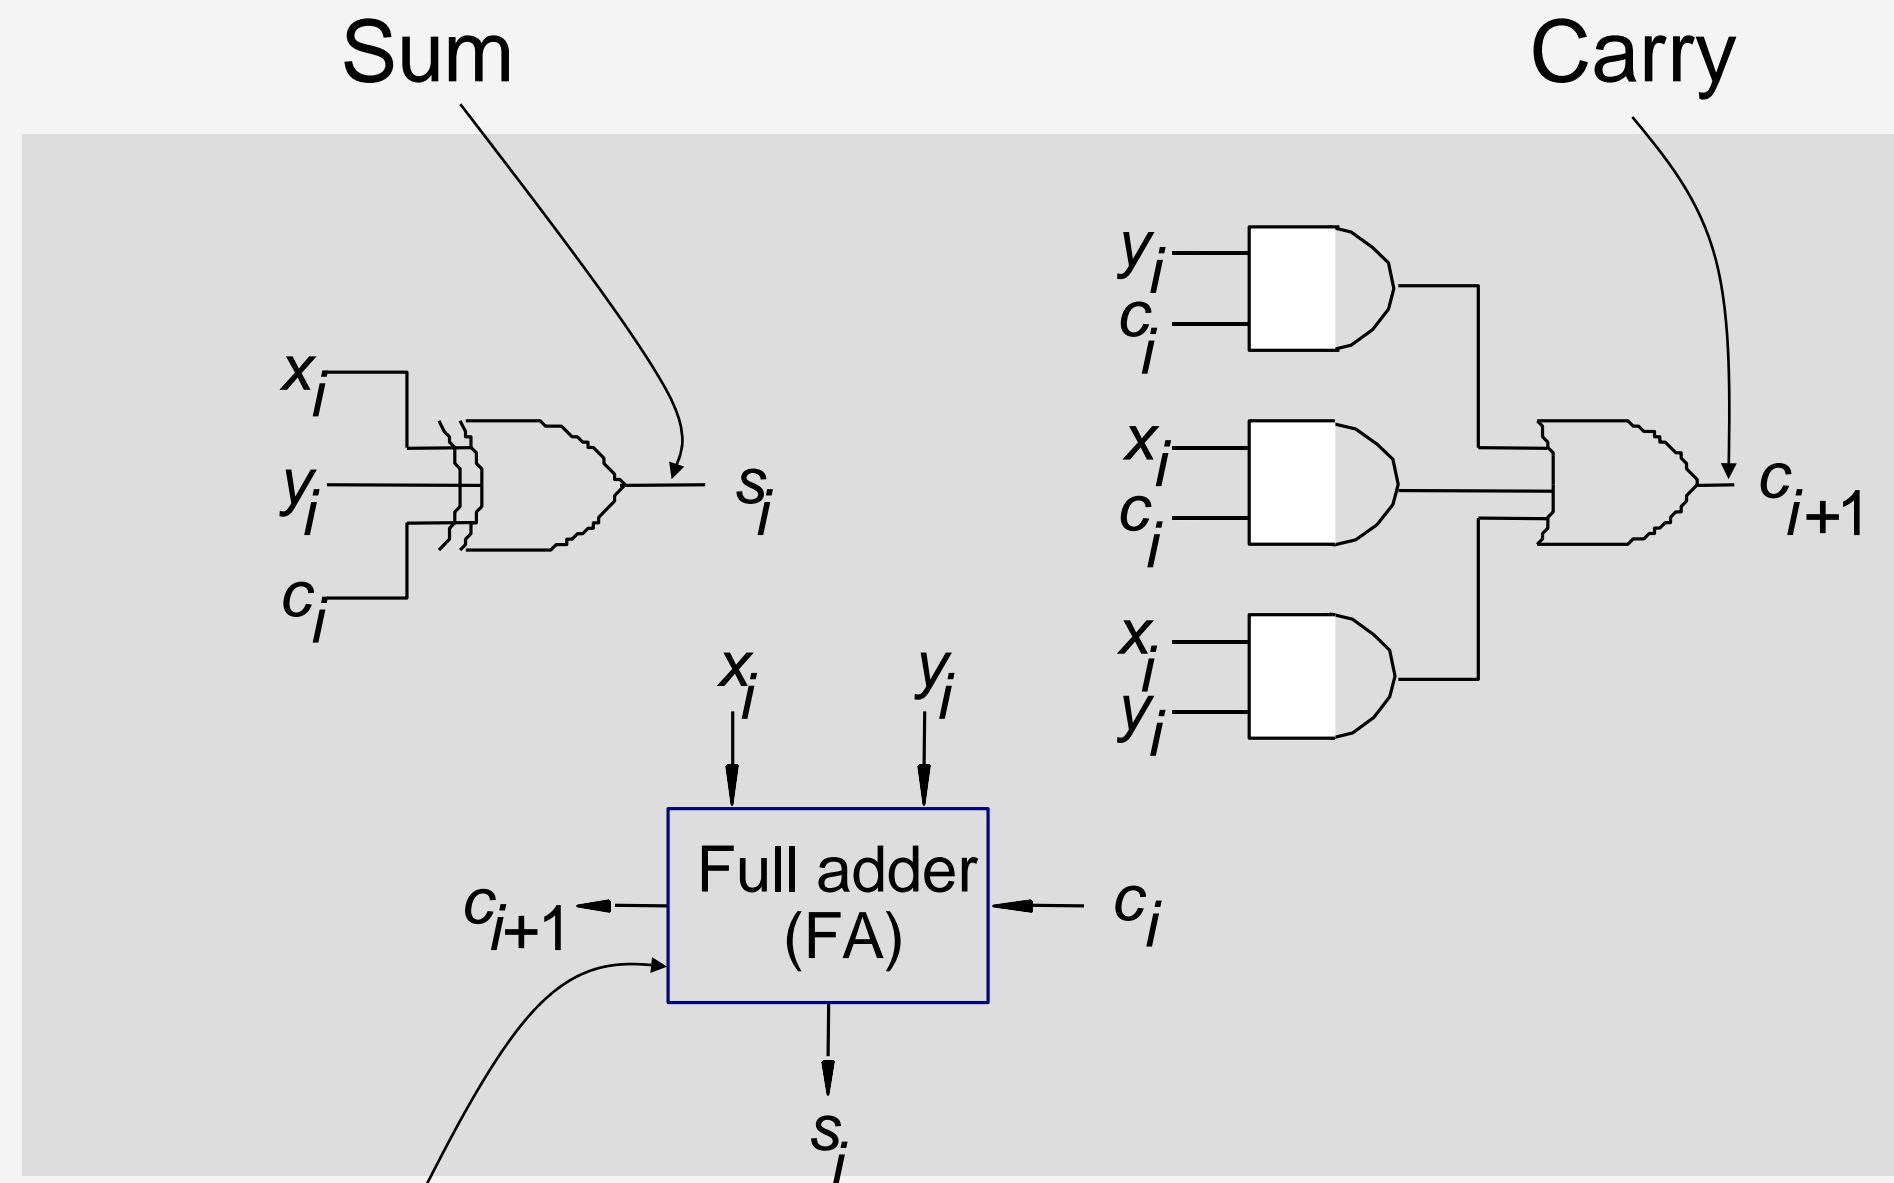 Sum
Carry
xᵢ
yᵢ
cᵢ
sᵢ
yᵢ
cᵢ
xᵢ
cᵢ
xᵢ
yᵢ
cᵢ₊₁
xᵢ yᵢ
Full adder
(FA)
cᵢ₊₁
cᵢ
sᵢ